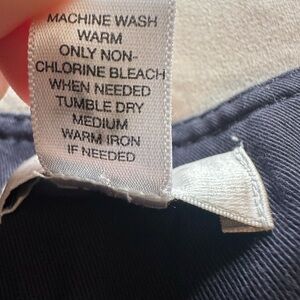 MACHINE WASH
WARM
ONLY NON-
CHLORINE BLEACH
WHEN NEEDED
TUMBLE DRY
MEDIUM
WARM IRON
IF NEEDED